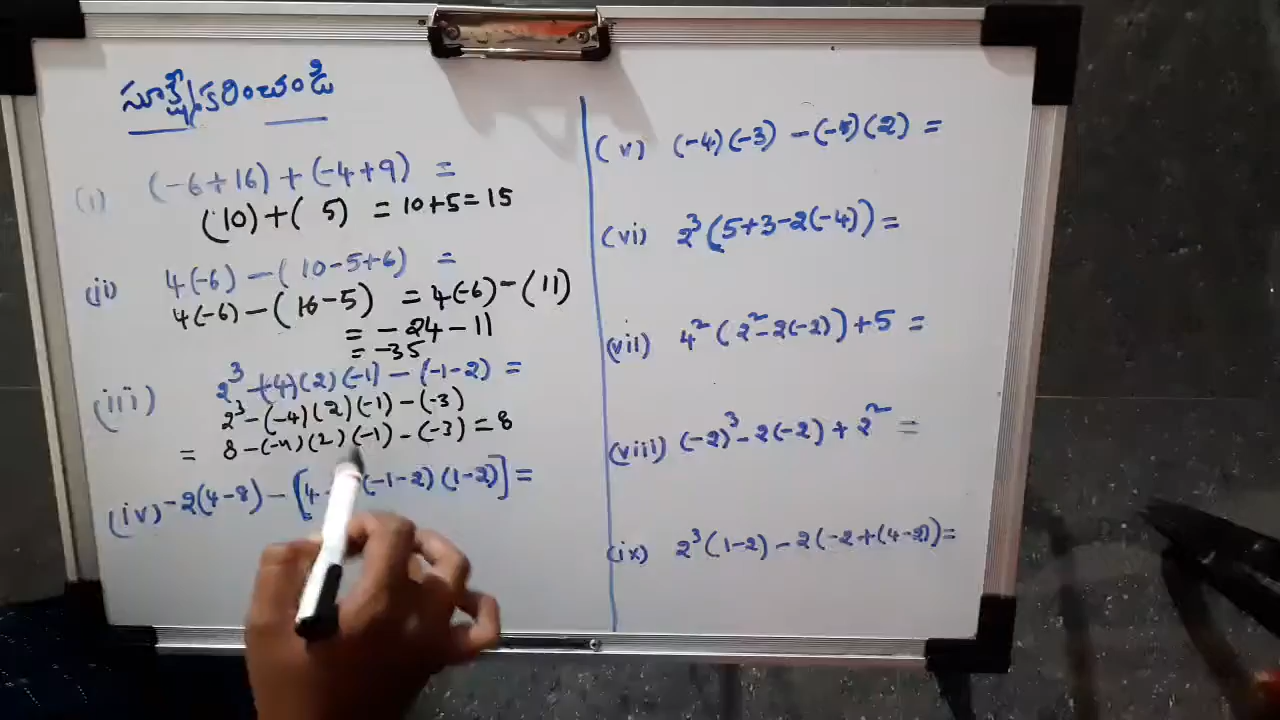 సూక్ష్మీకరించండి
(i) (-6+16)+(-4+9) =
(10)+( 5) = 10+5=15
(ii) 4(-6) - (10-5+6) =
4(-6) - (16-5) = 4(-6) - (11)
= -24-11
= -35
(iii) 2³ -(-4)(2)(-1) - (-1-2) =
2³-(-4)(2)(-1) - (-3)
= 8-(-4)(2)(-1) - (-3) = 8
(iv) -2(4-8) - [4- (-1-2)(1-2)] =
(v) (-4)(-3) - (-5)(2) =
(vi) 2³(5+3-2(-4)) =
(vii) 4²(2²-2(-2))+5 =
(viii) (-2)³-2(-2)+2² =
(ix) 2³(1-2)-2(-2+(4-2)=